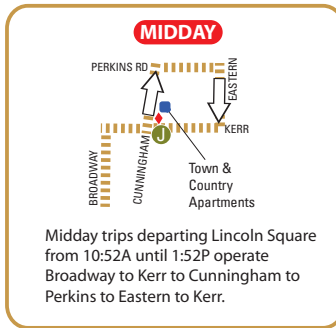 MIDDAY
PERKINS RD
EASTERN
KERR
J
CUNNINGHAM
BROADWAY
Town &
Country
Apartments
Midday trips departing Lincoln Square
from 10:52A until 1:52P operate
Broadway to Kerr to Cunningham to
Perkins to Eastern to Kerr.